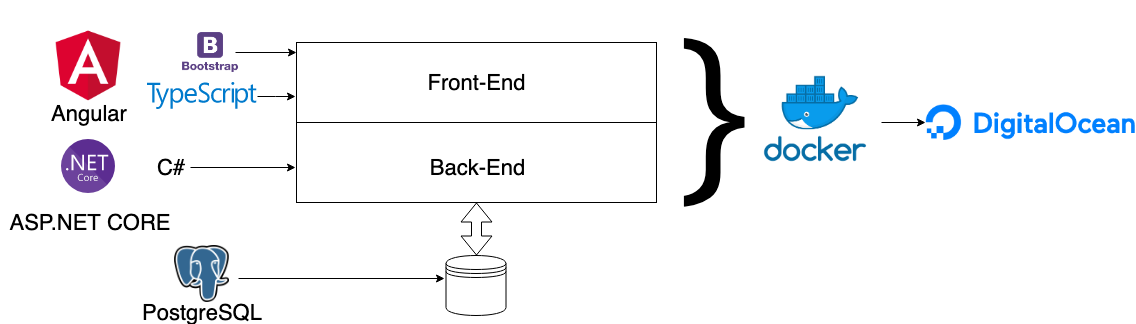 B
Bootstrap
Front-End
A
TypeScript
Angular
docker
DigitalOcean
.NET
Core
C#
Back-End
ASP.NET CORE
PostgreSQL